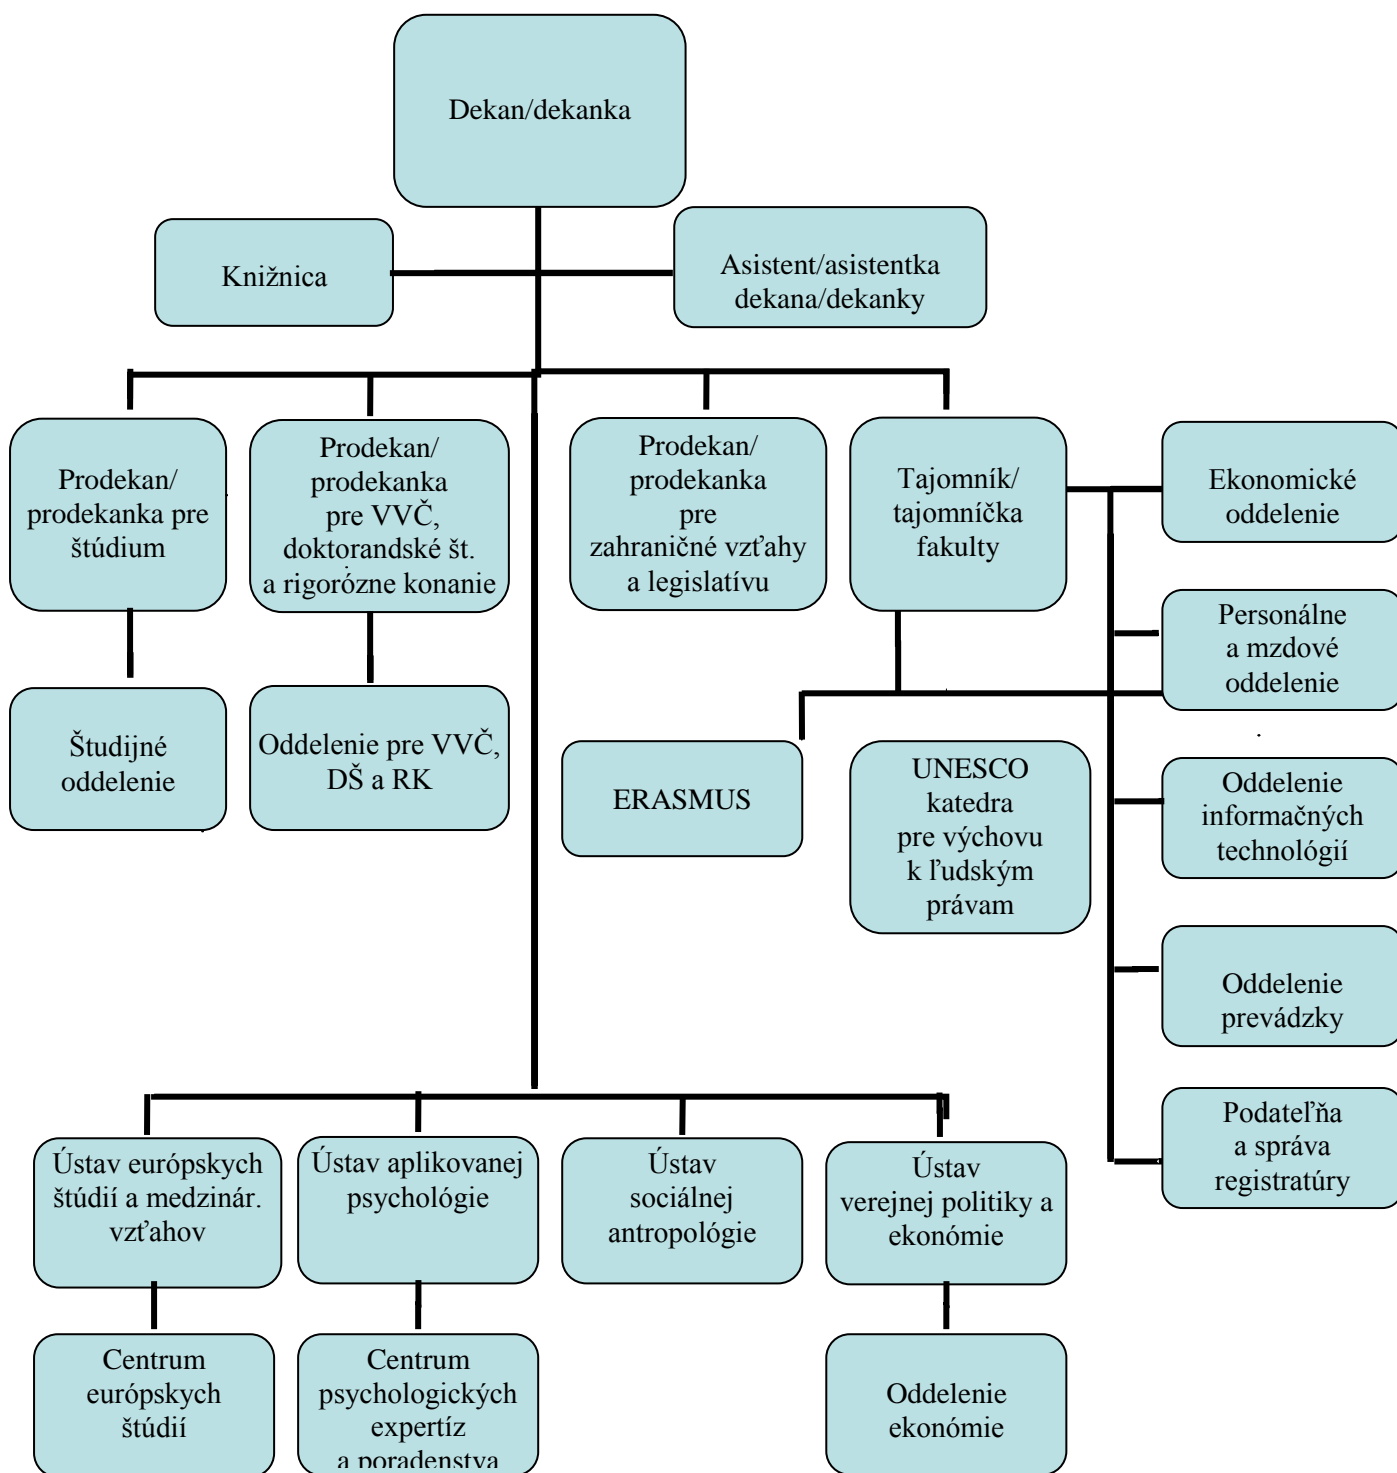 Dekan/dekanka
Knižnica
Asistent/asistentka
dekana/dekanky
Prodekan/
prodekanka pre
štúdium
Prodekan/
prodekanka
pre VVČ,
doktorandské št.
a rigorózne konanie
Prodekan/
prodekanka
pre
zahraničné vzťahy
a legislatívu
Tajomník/
tajomníčka
fakulty
Ekonomické
oddelenie
Personálne
a mzdové
oddelenie
Študijné
oddelenie
Oddelenie pre VVČ,
DŠ a RK
ERASMUS
UNESCO
katedra
pre výchovu
k ľudským
právam
Oddelenie
informačných
technológií
Oddelenie
prevádzky
Podateľňa
a správa
registratúry
Ústav európskych
štúdií a medzinár.
vzťahov
Ústav aplikovanej
psychológie
Ústav
sociálnej
antropológie
Ústav
verejnej politiky a
ekonómie
Centrum
európskych
štúdií
Centrum
psychologických
expertíz
a poradenstva
Oddelenie
ekonómie